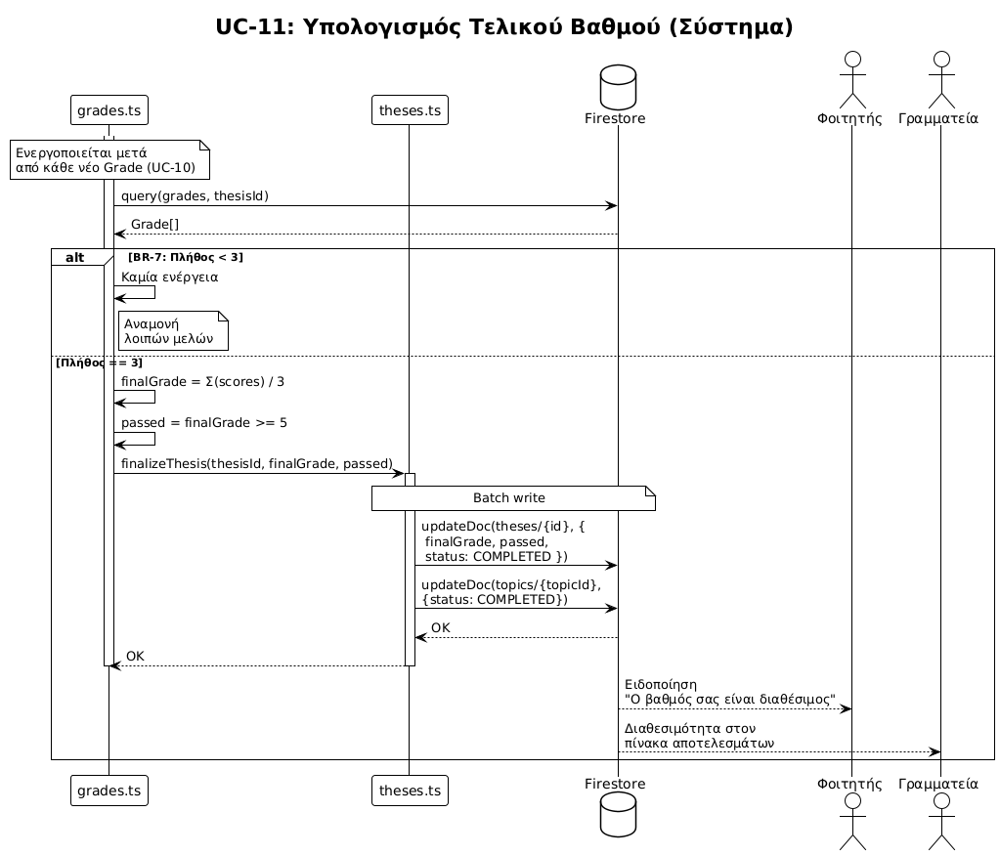 UC-11: Υπολογισμός Τελικού Βαθμού (Σύστημα)
grades.ts
theses.ts
Firestore
Φοιτητής
Γραμματεία
Ενεργοποιείται μετά
από κάθε νέο Grade (UC-10)
query(grades, thesisId)
Grade[]
alt
[BR-7: Πλήθος < 3]
Καμία ενέργεια
Αναμονή
λοιπών μελών
[Πλήθος == 3]
finalGrade = Σ(scores) / 3
passed = finalGrade >= 5
finalizeThesis(thesisId, finalGrade, passed)
Batch write
updateDoc(theses/{id}, {
finalGrade, passed,
status: COMPLETED })
updateDoc(topics/{topicId},
{status: COMPLETED})
OK
OK
Ειδοποίηση
"Ο βαθμός σας είναι διαθέσιμος"
Διαθεσιμότητα στον
πίνακα αποτελεσμάτων
grades.ts
theses.ts
Firestore
Φοιτητής
Γραμματεία